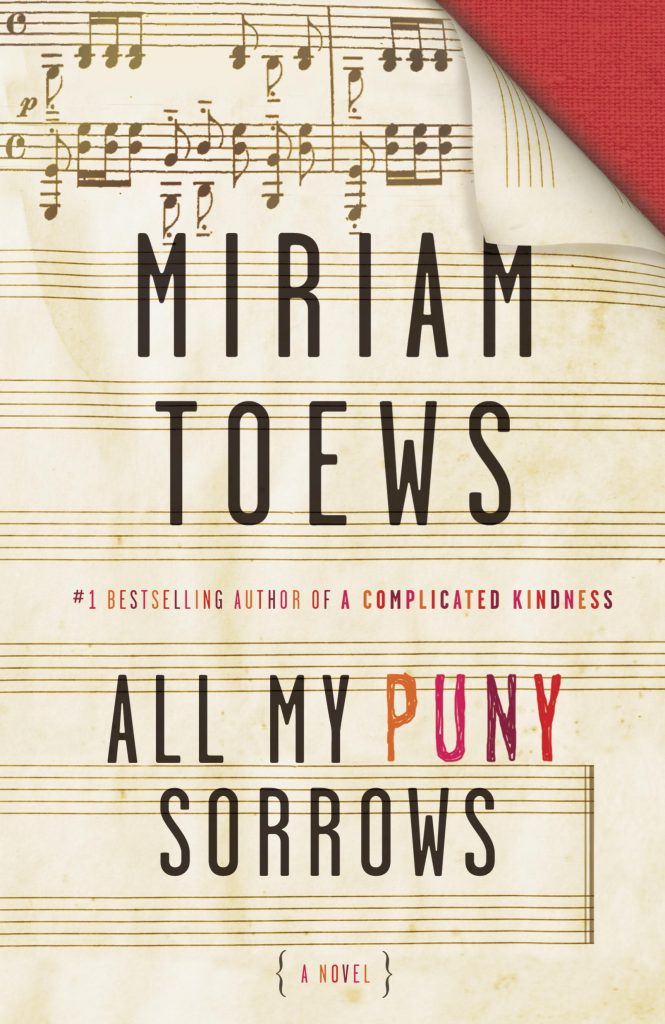 p
MIRIAM
TOEWS
#1 BESTSELLING AUTHOR OF A COMPLICATED KINDNESS
ALL MY PUNY
SORROWS
{ A NOVEL }